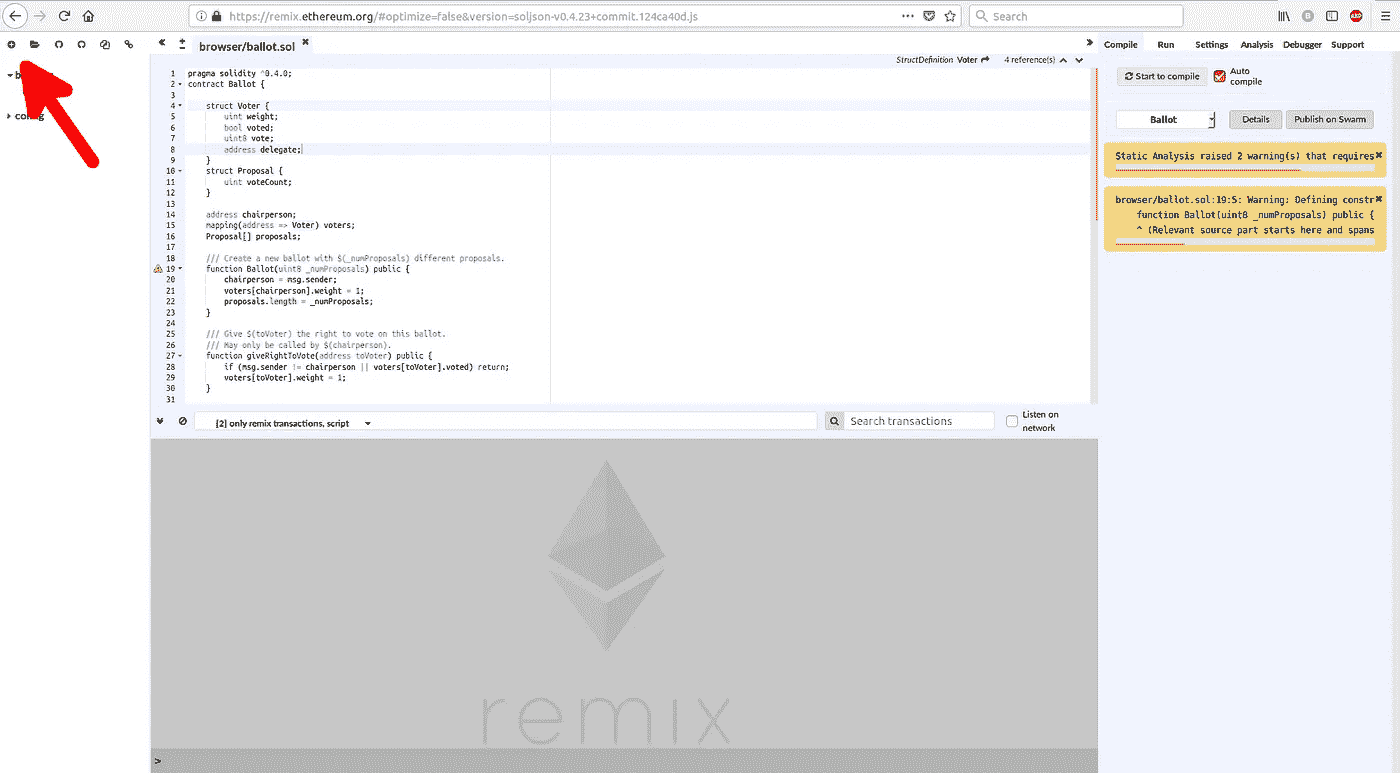 https://remix.ethereum.org/#optimize=false&version=soljson-v0.4.23+commit.124ca40d.js
Search
browser/ballot.sol
Compile Run Settings Analysis Debugger Support
StructDefinition Voter 4 reference(s)
1 pragma solidity ^0.4.0;
2 contract Ballot {
3
4 struct Voter {
5 uint weight;
6 bool voted;
7 uint8 vote;
8 address delegate;
9 }
10 struct Proposal {
11 uint voteCount;
12 }
13
14 address chairperson;
15 mapping(address => Voter) voters;
16 Proposal[] proposals;
17
18 /// Create a new ballot with $(_numProposals) different proposals.
19 function Ballot(uint8 _numProposals) public {
20 chairperson = msg.sender;
21 voters[chairperson].weight = 1;
22 proposals.length = _numProposals;
23 }
24
25 /// Give $(toVoter) the right to vote on this ballot.
26 /// May only be called by $(chairperson).
27 function giveRightToVote(address toVoter) public {
28 if (msg.sender != chairperson || voters[toVoter].voted) return;
29 voters[toVoter].weight = 1;
30 }
31
Start to compile
Auto
compile
Ballot
Details
Publish on Swarm
Static Analysis raised 2 warning(s) that requires
browser/ballot.sol:19:5: Warning: Defining constr
function Ballot(uint8 _numProposals) public {
^ (Relevant source part starts here and spans
[2] only remix transactions, script
Search transactions
Listen on
network
remix
>